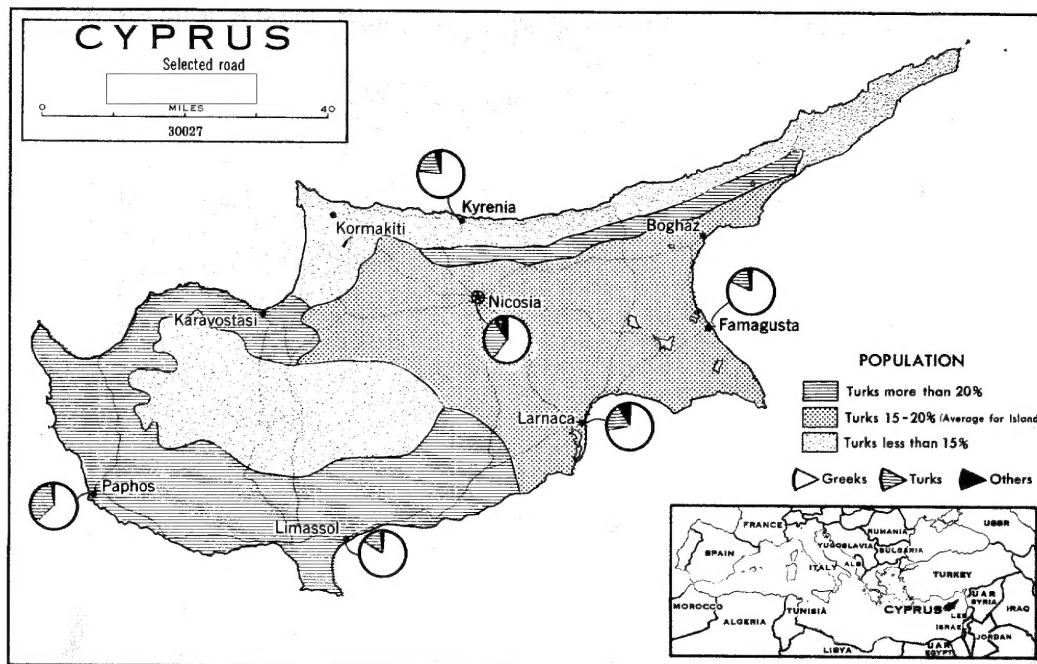 CYPRUS
Selected road
0 MILES 40
30027
Kyrenia
Kormakiti
Boghaz
Nicosia
Karavostasi
Famagusta
Larnaca
Paphos
Limassol
POPULATION
Turks more than 20%
Turks 15-20% (Average for Island)
Turks less than 15%
Greeks Turks Others
FRANCE
RUMANIA
USSR
YUGOSLAVIA
BULGARIA
SPAIN
ITALY
ALB
TURKEY
CYPRUS
UAR
SYRIA
LEB
IRAQ
MOROCCO
TUNISIA
ISRAEL
ALGERIA
JORDAN
LIBYA
UAR
EGYPT